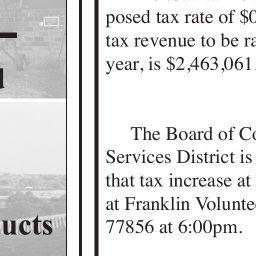 posed tax rate of $0
tax revenue to be ra
year, is $2,463,061.
The Board of Co
Services District is
that tax increase at
at Franklin Voluntee
77856 at 6:00pm.
ucts